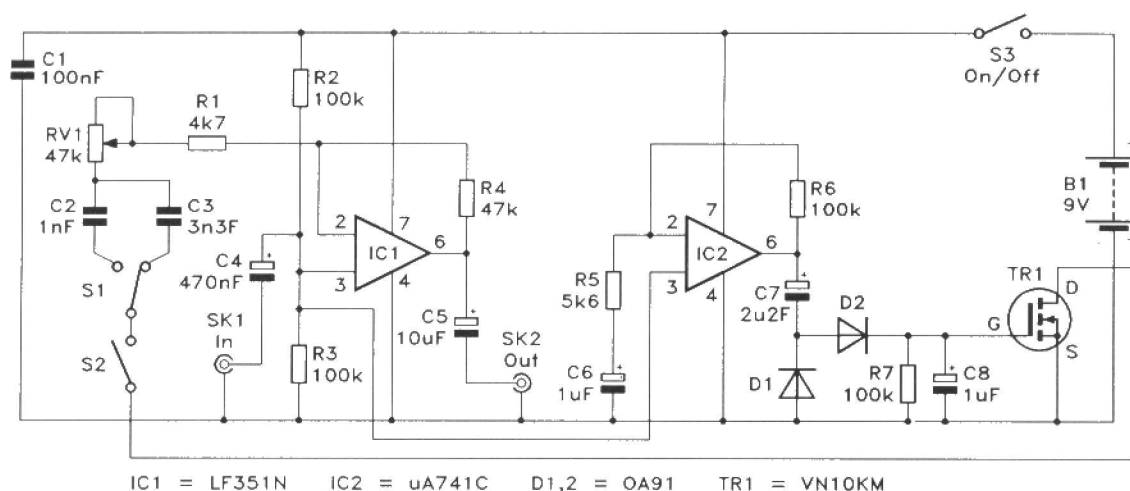 C1
100nF
R2
100k
S3
On/Off
R1
4k7
RV1
47k
C2
1nF
C3
3n3F
R4
47k
2
7
IC1
6
3
4
C4
+
470nF
S1
SK1
In
C5
+
10uF
SK2
Out
R3
100k
S2
R6
100k
2
7
IC2
6
3
4
R5
5k6
C7
+
2u2F
C6
+
1uF
D2
D1
R7
100k
C8
+
1uF
B1
9V
TR1
D
G
S
IC1 = LF351N IC2 = uA741C D1,2 = OA91 TR1 = VN10KM